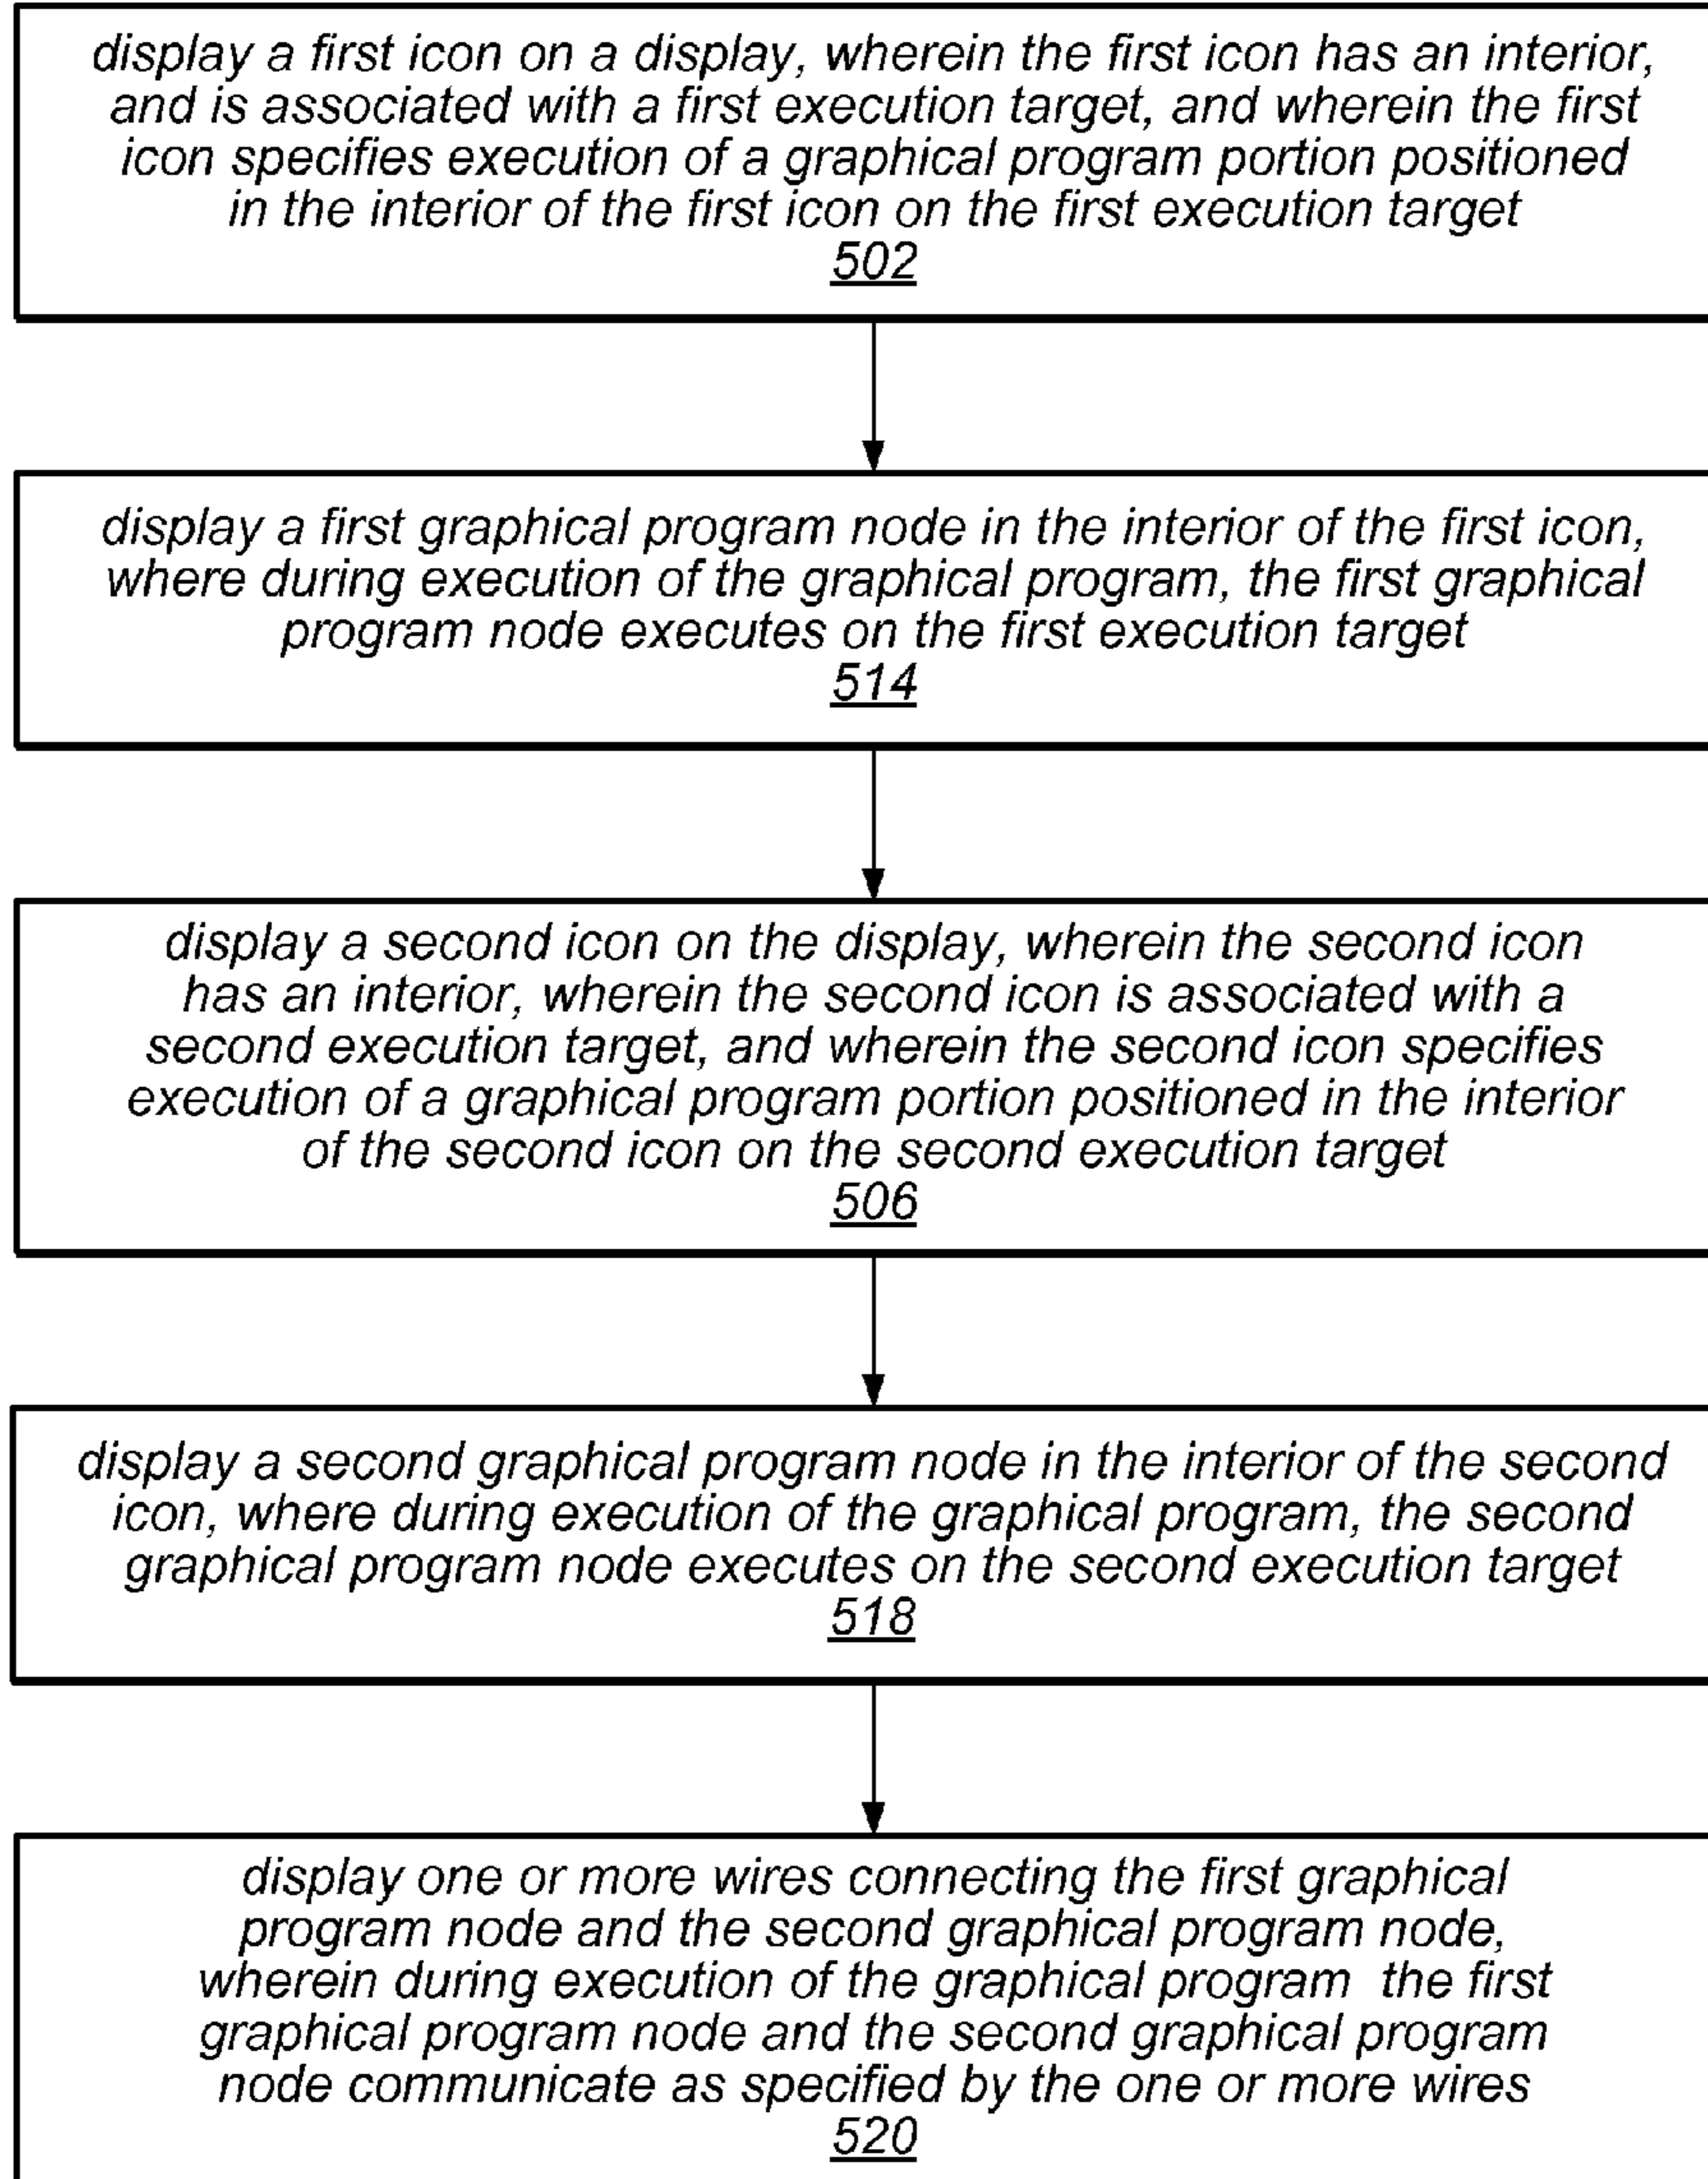 display a first icon on a display, wherein the first icon has an interior,
and is associated with a first execution target, and wherein the first
icon specifies execution of a graphical program portion positioned
in the interior of the first icon on the first execution target
502
display a first graphical program node in the interior of the first icon,
where during execution of the graphical program, the first graphical
program node executes on the first execution target
514
display a second icon on the display, wherein the second icon
has an interior, wherein the second icon is associated with a
second execution target, and wherein the second icon specifies
execution of a graphical program portion positioned in the interior
of the second icon on the second execution target
506
display a second graphical program node in the interior of the second
icon, where during execution of the graphical program, the second
graphical program node executes on the second execution target
518
display one or more wires connecting the first graphical
program node and the second graphical program node,
wherein during execution of the graphical program  the first
graphical program node and the second graphical program
node communicate as specified by the one or more wires
520